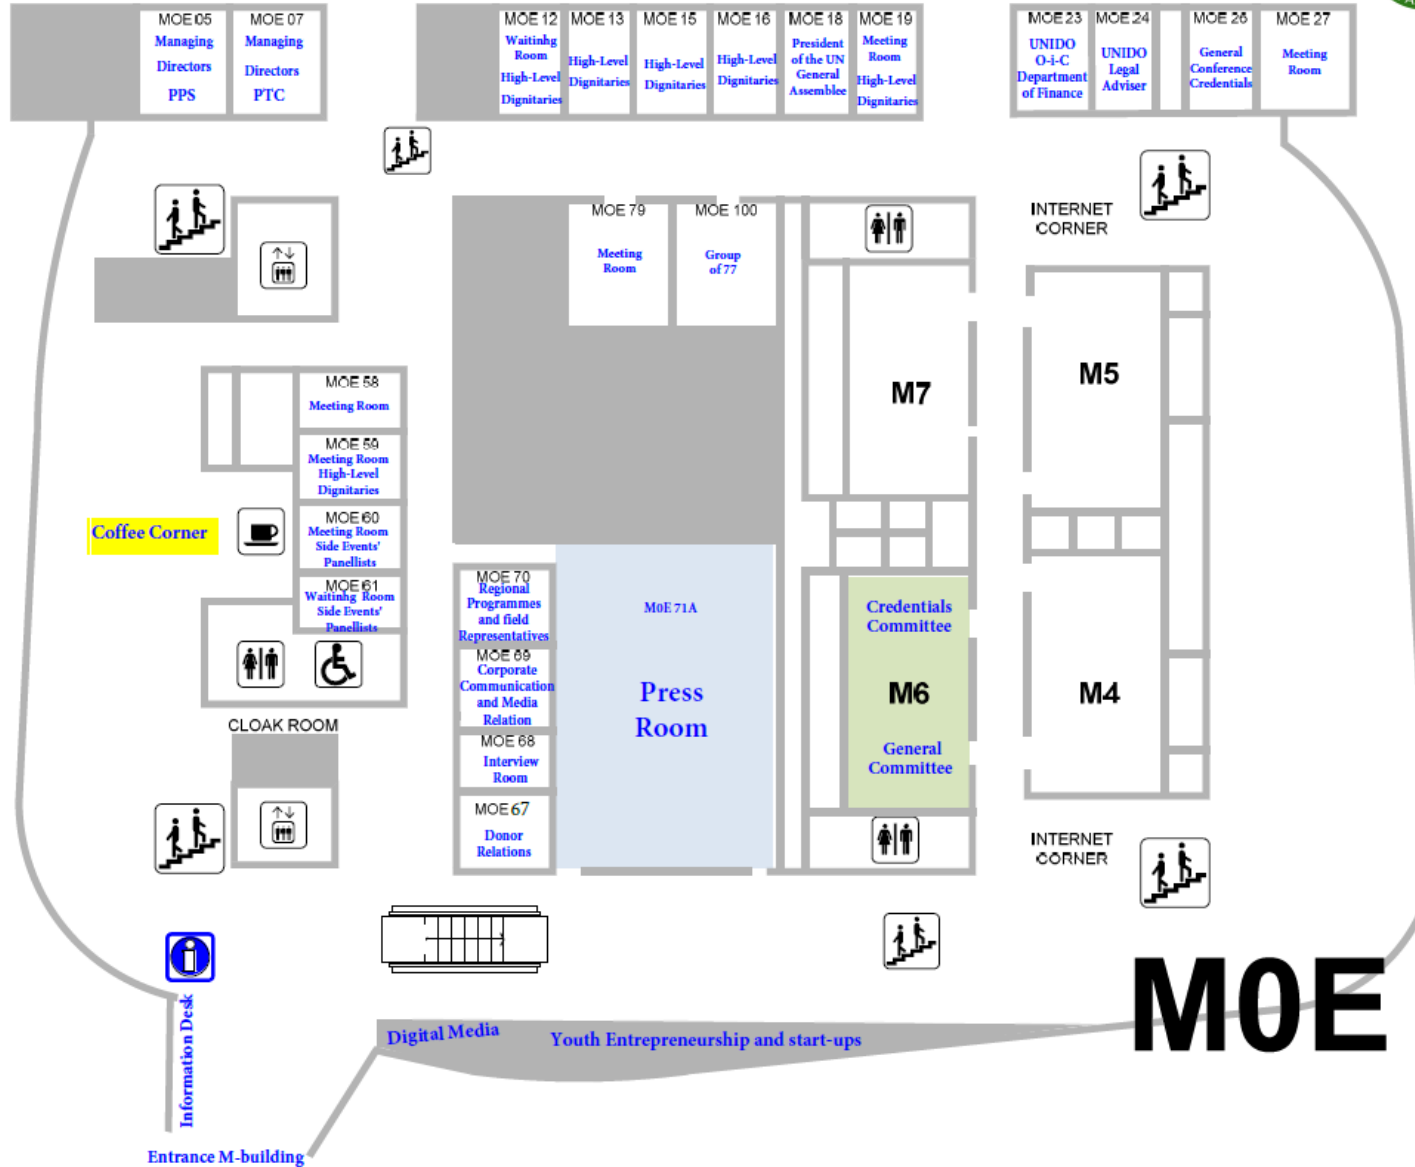 MOE 05
Managing
Directors
PPS
MOE 07
Managing
Directors
PTC
MOE 12
Waitinhg
Room
High-Level
Dignitaries
MOE 13
High-Level
Dignitaries
MOE 15
High-Level
Dignitaries
MOE 16
High-Level
Dignitaries
MOE 18
President
of the UN
General
Assemblee
MOE 19
Meeting
Room
High-Level
Dignitaries
MOE 23
UNIDO
O-i-C
Department
of Finance
MOE 24
UNIDO
Legal
Adviser
MOE 26
General
Conference
Credentials
MOE 27
Meeting
Room
MOE 79
Meeting
Room
MOE 100
Group
of 77
INTERNET
CORNER
M7
M5
MOE 58
Meeting Room
MOE 59
Meeting Room
High-Level
Dignitaries
Coffee Corner
MOE 60
Meeting Room
Side Events'
Panellists
MOE 61
Waitinhg Room
Side Events'
Panellists
MOE 70
Regional
Programmes
and field
Representatives
MOE 69
Corporate
Communication
and Media
Relation
MOE 68
Interview
Room
MOE 67
Donor
Relations
M0E 71A
Press
Room
Credentials
Committee
M6
General
Committee
M4
CLOAK ROOM
INTERNET
CORNER
Information Desk
Digital Media
Youth Entrepreneurship and start-ups
M0E
Entrance M-building